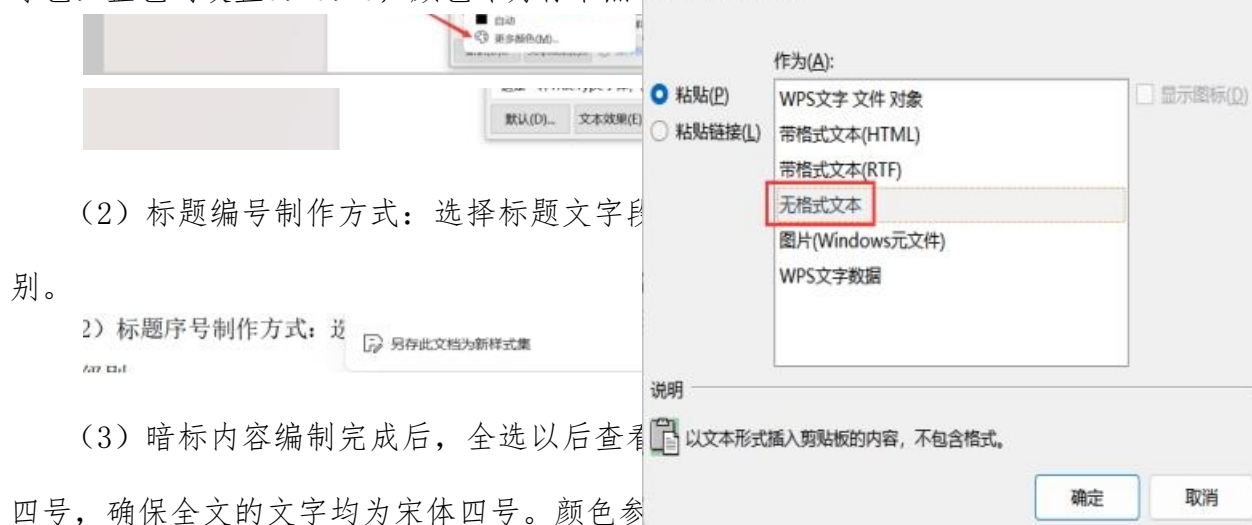 自动
更多颜色(M)...
默认(D)... 文本效果(E)
(2)标题编号制作方式:选择标题文字段
别。
2)标题序号制作方式:选
另存此文档为新样式集
(3)暗标内容编制完成后,全选以后查看
四号,确保全文的文字均为宋体四号。颜色参
作为(A):
粘贴(P)
粘贴链接(L)
WPS文字 文件 对象
带格式文本(HTML)
带格式文本(RTF)
无格式文本
图片(Windows元文件)
WPS文字数据
显示图标(D)
说明
以文本形式插入剪贴板的内容,不包含格式。
确定 取消